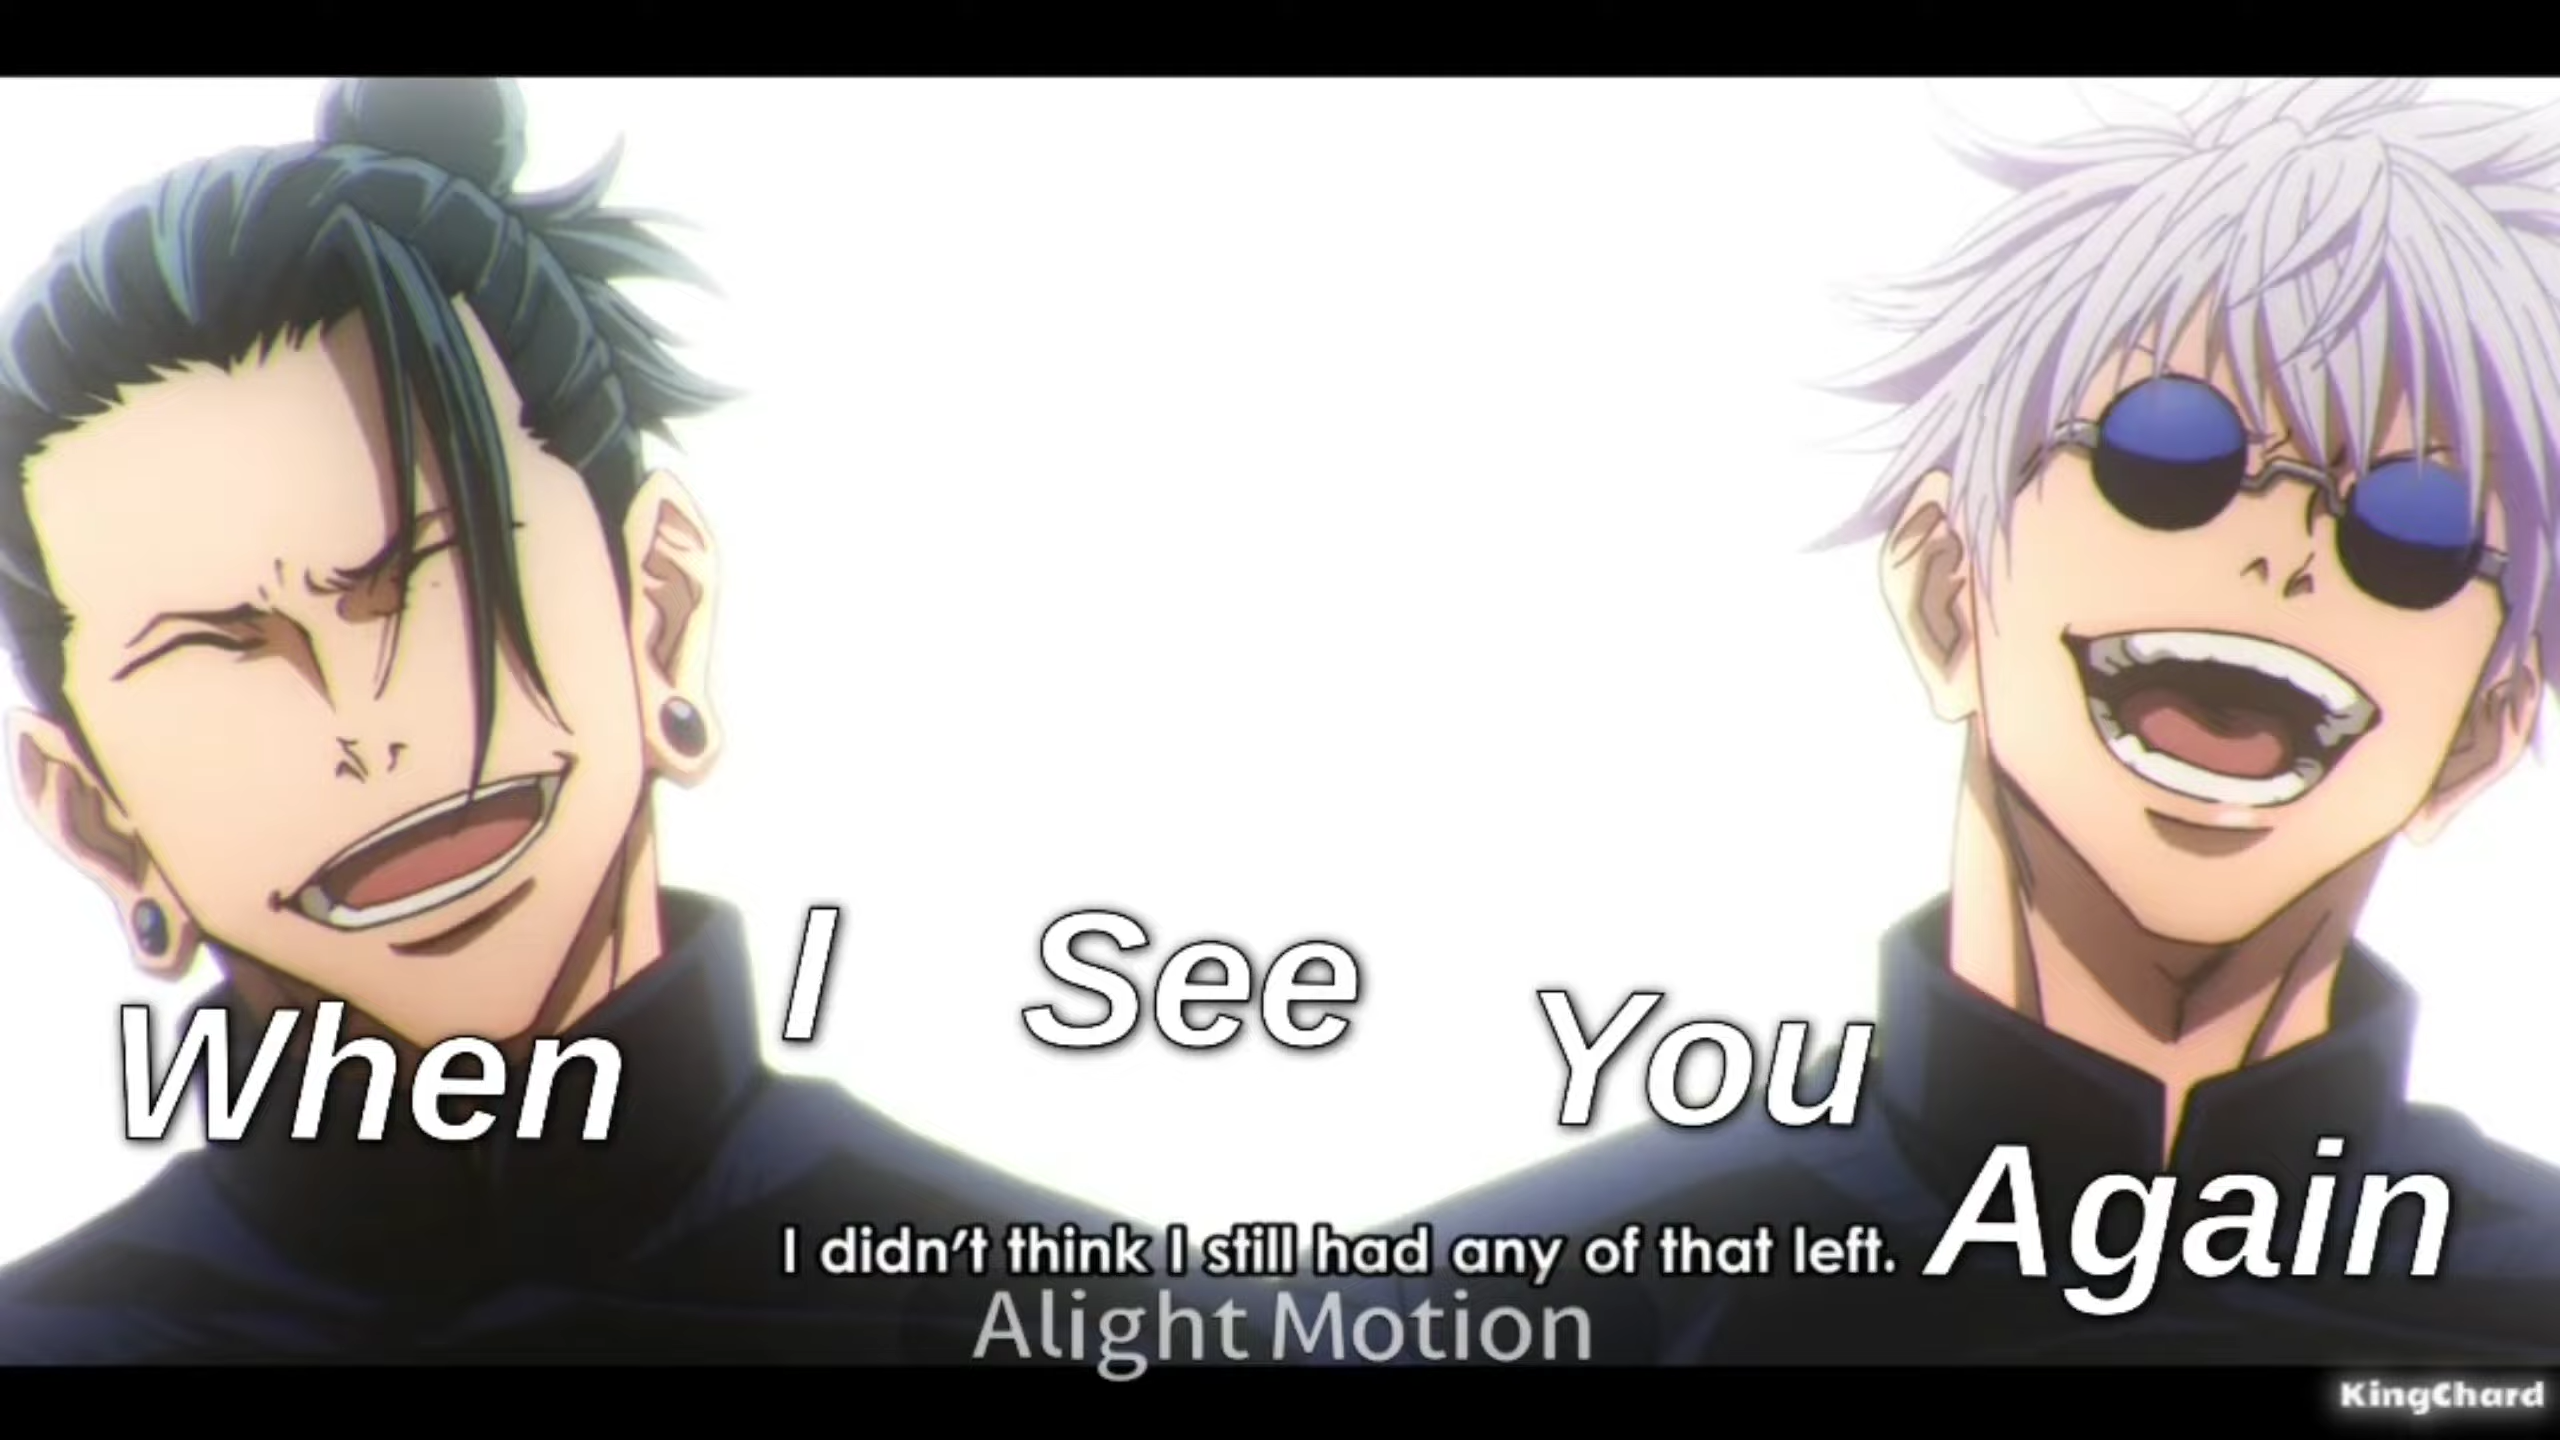 When I See You Again
I didn't think I still had any of that left.
Alight Motion
KingChard